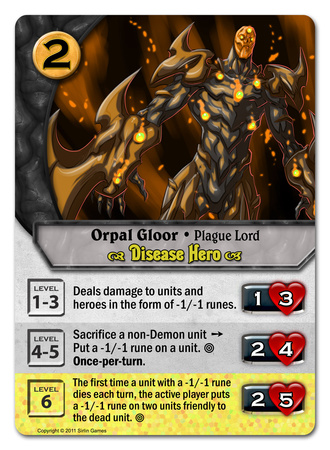 2
Orpal Gloor • Plague Lord
Disease Hero
LEVEL
1-3
Deals damage to units and
heroes in the form of -1/-1 runes.
1 3
LEVEL
4-5
Sacrifice a non-Demon unit →
Put a -1/-1 rune on a unit. ◎
Once-per-turn.
2 4
LEVEL
6
The first time a unit with a -1/-1 rune
dies each turn, the active player puts
a -1/-1 rune on two units friendly to
the dead unit. ◎
2 5
Copyright © 2011 Sirlin Games